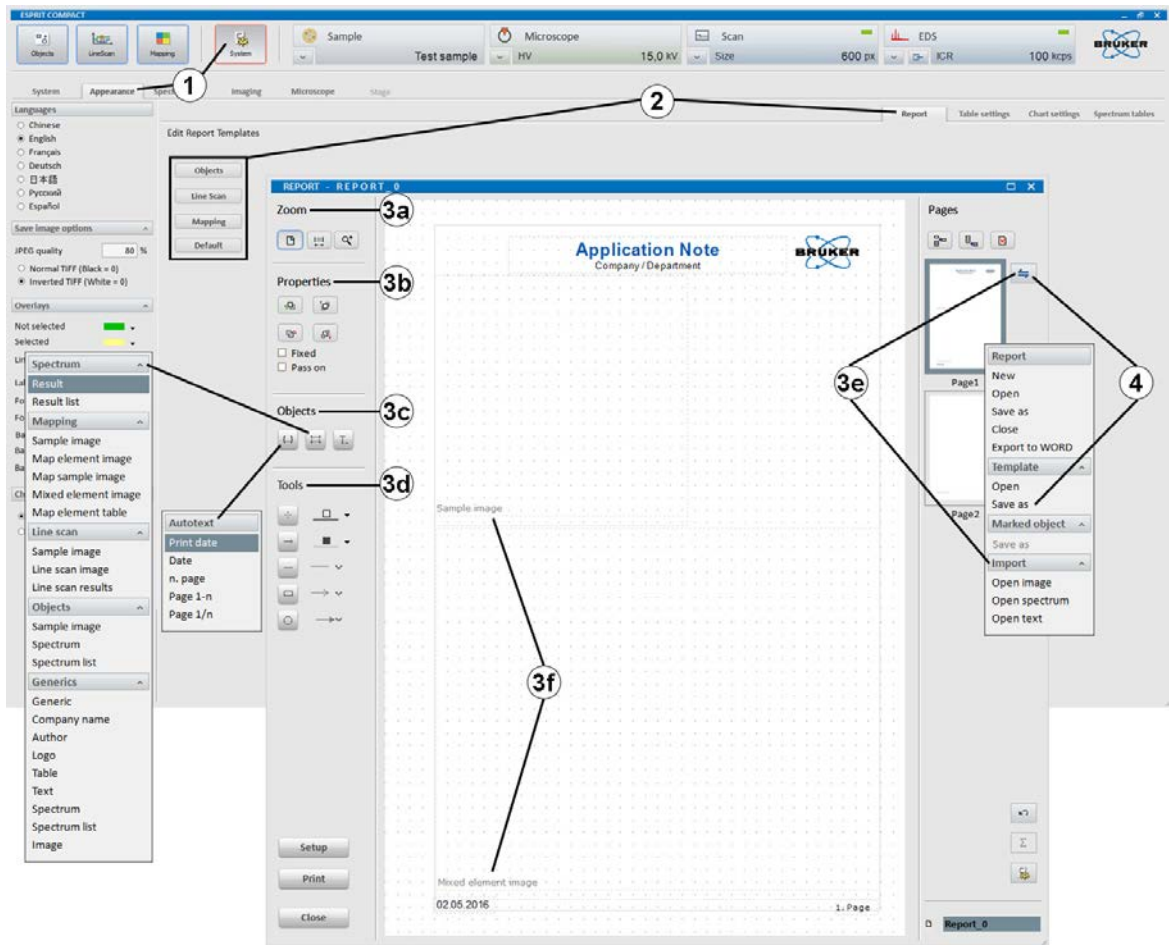 ESPRIT COMPACT
Objects
LineScan
Mapping
System
Sample
Test sample
Microscope
HV 15,0 kV
Scan
Size 600 px
EDS
ICR 100 kcps
BRUKER
1
System Appearance Imaging Microscope Stage
2
Report Table settings Chart settings Spectrum tables
Languages
Chinese
English
Français
Deutsch
日本語
Русский
Español
Save image options
JPEG quality 80 %
Normal TIFF (Black = 0)
Inverted TIFF (White = 0)
Overlays
Not selected
Selected
Spectrum
Result
Result list
Mapping
Sample image
Map element image
Map sample image
Mixed element image
Map element table
Line scan
Sample image
Line scan image
Line scan results
Objects
Sample image
Spectrum
Spectrum list
Generics
Generic
Company name
Author
Logo
Table
Text
Spectrum
Spectrum list
Image
Edit Report Templates
Objects
Line Scan
Mapping
Default
Autotext
Print date
Date
n. page
Page 1-n
Page 1/n
REPORT - REPORT_0
Zoom
3a
Properties
3b
Fixed
Pass on
Objects
3c
Tools
3d
Setup
Print
Close
Application Note
Company / Department
BRUKER
Sample image
3f
Mixed element image
02.05.2016
1. Page
Pages
3e
4
Page1
Page2
Report
New
Open
Save as
Close
Export to WORD
Template
Open
Save as
Marked object
Save as
Import
Open image
Open spectrum
Open text
Report_0